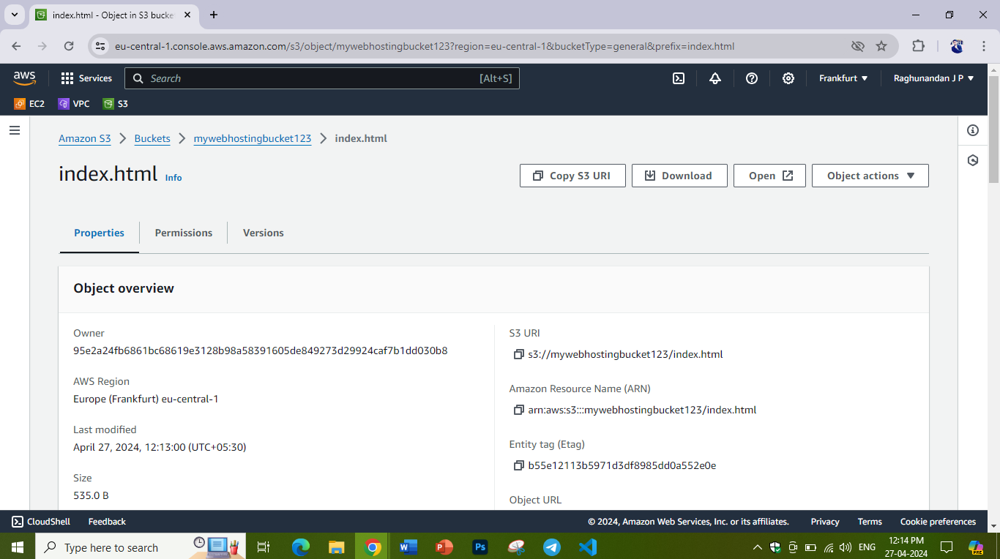 index.html - Object in S3 bucke
eu-central-1.console.aws.amazon.com/s3/object/mywebhostingbucket123?region=eu-central-1&bucketType=general&prefix=index.html
aws
Services
Search
[Alt+S]
Frankfurt
Raghunandan J P
EC2
VPC
S3
Amazon S3
Buckets
mywebhostingbucket123
index.html
index.html
Info
Copy S3 URI
Download
Open
Object actions
Properties
Permissions
Versions
Object overview
Owner
95e2a24fb6861bc68619e3128b98a58391605de849273d29924caf7b1dd030b8
AWS Region
Europe (Frankfurt) eu-central-1
Last modified
April 27, 2024, 12:13:00 (UTC+05:30)
Size
535.0 B
S3 URI
s3://mywebhostingbucket123/index.html
Amazon Resource Name (ARN)
arn:aws:s3:::mywebhostingbucket123/index.html
Entity tag (Etag)
b55e12113b5971d3df8985dd0a552e0e
Object URL
CloudShell
Feedback
© 2024, Amazon Web Services, Inc. or its affiliates.
Privacy
Terms
Cookie preferences
Type here to search
ENG
12:14 PM
27-04-2024
PRE